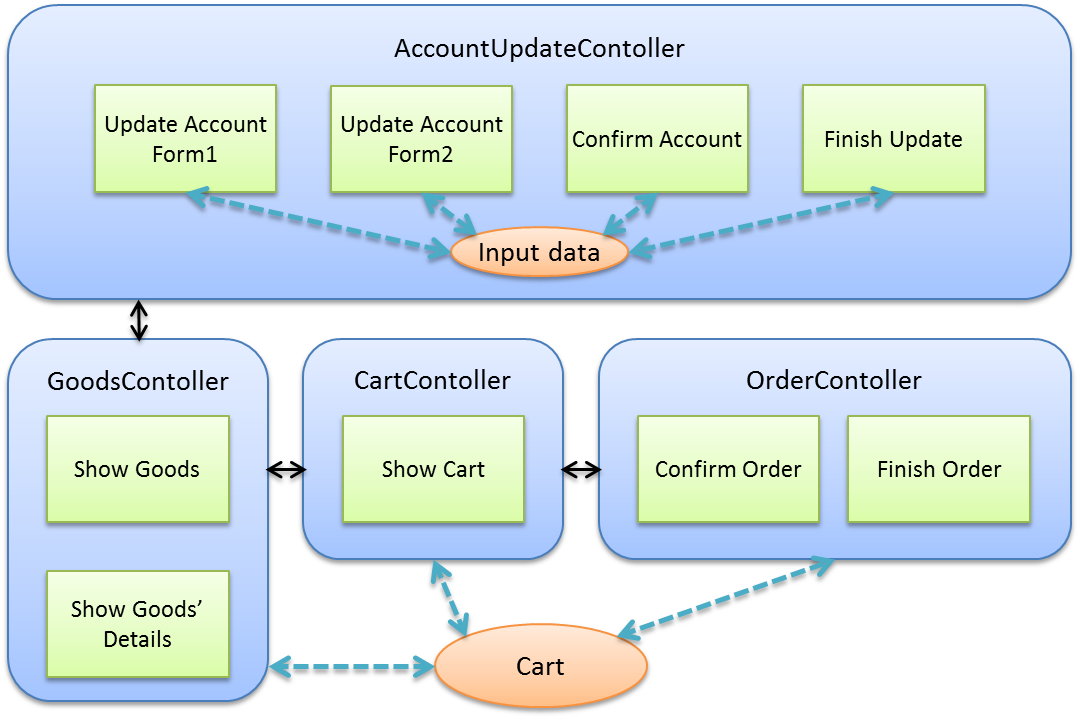 AccountUpdateContoller
Update Account
Form1
Update Account
Form2
Confirm Account
Finish Update
Input data
GoodsContoller
Show Goods
Show Goods’
Details
CartContoller
Show Cart
OrderContoller
Confirm Order
Finish Order
Cart